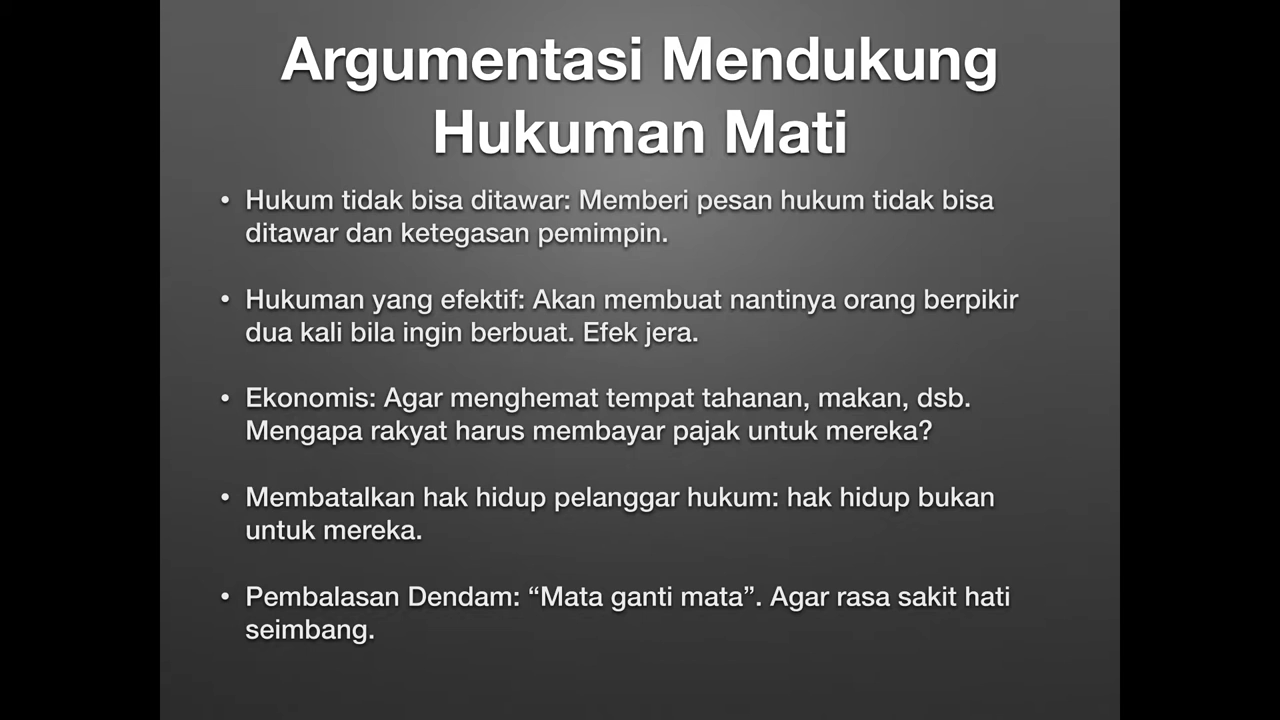 Argumentasi Mendukung
Hukuman Mati
• Hukum tidak bisa ditawar: Memberi pesan hukum tidak bisa
ditawar dan ketegasan pemimpin.
• Hukuman yang efektif: Akan membuat nantinya orang berpikir
dua kali bila ingin berbuat. Efek jera.
• Ekonomis: Agar menghemat tempat tahanan, makan, dsb.
Mengapa rakyat harus membayar pajak untuk mereka?
• Membatalkan hak hidup pelanggar hukum: hak hidup bukan
untuk mereka.
• Pembalasan Dendam: “Mata ganti mata”. Agar rasa sakit hati
seimbang.